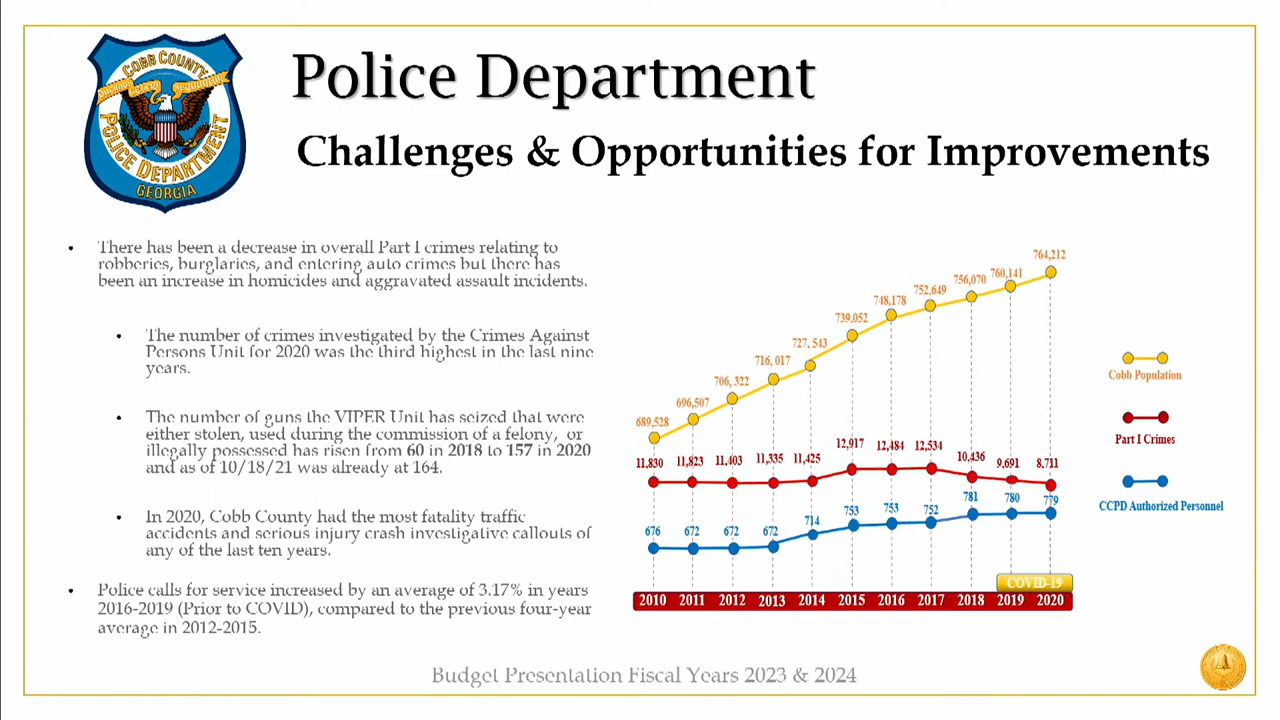 COBB COUNTY
POLICE DEPARTMENT
GEORGIA
Police Department
Challenges & Opportunities for Improvements
• There has been a decrease in overall Part I crimes relating to
robberies, burglaries, and entering auto crimes but there has
been an increase in homicides and aggravated assault incidents.
• The number of crimes investigated by the Crimes Against
Persons Unit for 2020 was the third highest in the last nine
years.
• The number of guns the VIPER Unit has seized that were
either stolen, used during the commission of a felony, or
illegally possessed has risen from 60 in 2018 to 157 in 2020
and as of 10/18/21 was already at 164.
• In 2020, Cobb County had the most fatality traffic
accidents and serious injury crash investigative callouts of
any of the last ten years.
• Police calls for service increased by an average of 3.17% in years
2016-2019 (Prior to COVID), compared to the previous four-year
average in 2012-2015.
689,528 696,507 706, 322 716, 017 727, 543 739,052 748,178 752,649 756,070 760,141 764,212
11,830 11,823 11,403 11,335 11,425 12,917 12,484 12,534 10,436 9,691 8,711
676 672 672 672 714 753 753 752 781 780 779
COVID-19
2010 2011 2012 2013 2014 2015 2016 2017 2018 2019 2020
Cobb Population
Part I Crimes
CCPD Authorized Personnel
Budget Presentation Fiscal Years 2023 & 2024